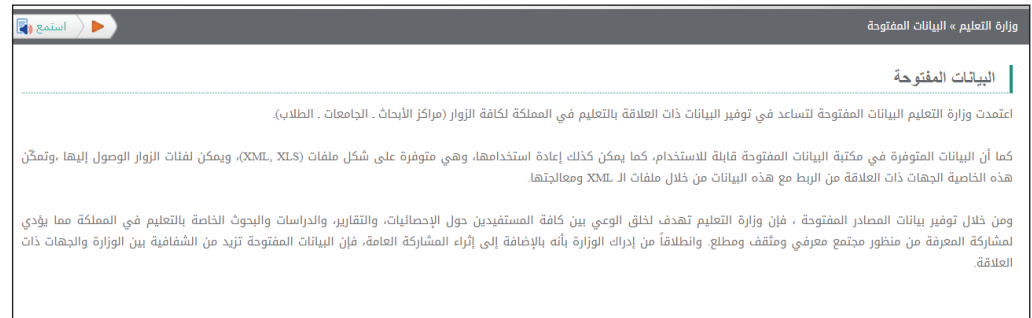 وزارة التعليم » البيانات المفتوحة
استمع
البيانات المفتوحة
اعتمدت وزارة التعليم البيانات المفتوحة لتساعد في توفير البيانات ذات العلاقة بالتعليم في المملكة لكافة الزوار (مراكز الأبحاث ـ الجامعات ـ الطلاب).
كما أن البيانات المتوفرة في مكتبة البيانات المفتوحة قابلة للاستخدام، كما يمكن كذلك إعادة استخدامها، وهي متوفرة على شكل ملفات (XML, XLS)، ويمكن لفئات الزوار الوصول إليها ،وتمكّن
هذه الخاصية الجهات ذات العلاقة من الربط مع هذه البيانات من خلال ملفات الـ XML ومعالجتها.
ومن خلال توفير بيانات المصادر المفتوحة ، فإن وزارة التعليم تهدف لخلق الوعي بين كافة المستفيدين حول الإحصائيات، والتقارير، والدراسات والبحوث الخاصة بالتعليم في المملكة مما يؤدي
لمشاركة المعرفة من منظور مجتمع معرفي ومثقف ومطلع. وانطلاقاً من إدراك الوزارة بأنه بالإضافة إلى إثراء المشاركة العامة، فإن البيانات المفتوحة تزيد من الشفافية بين الوزارة والجهات ذات
العلاقة.